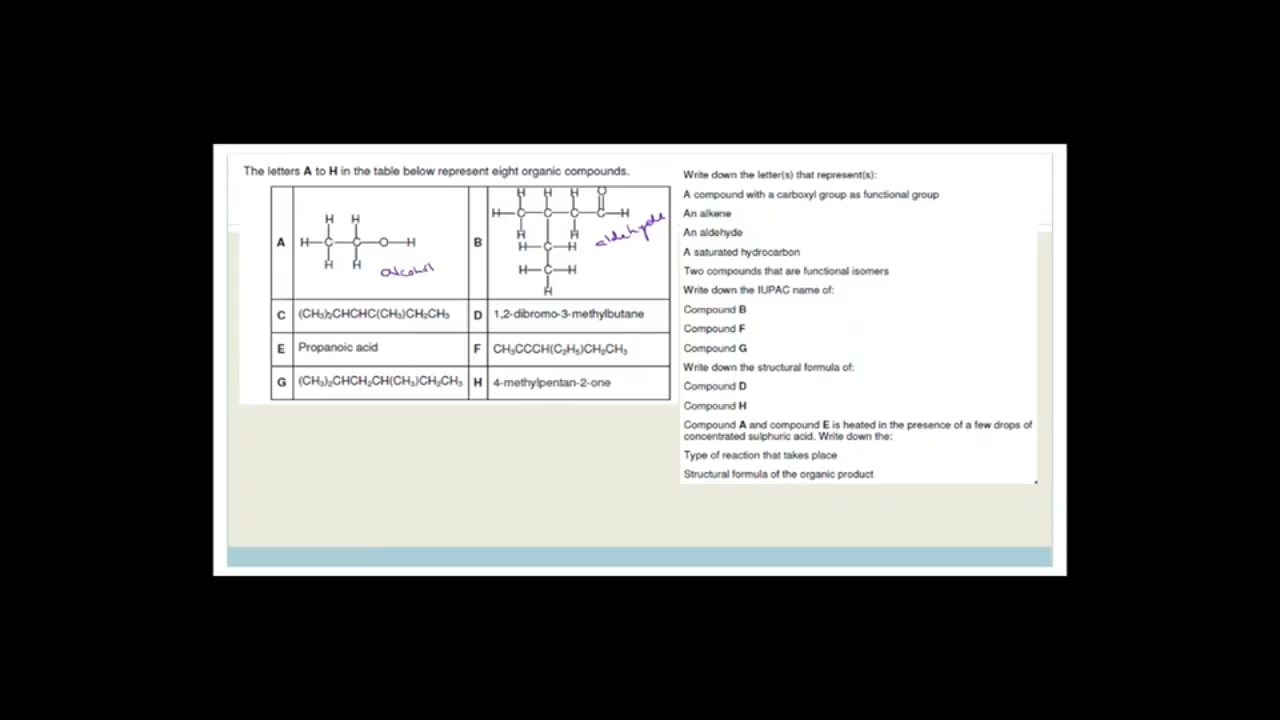 The letters A to H in the table below represent eight organic compounds.
A
H H
H—C—C—O—H
H H
alcohol
B
H H H O
H—C—C—C—C—H
H H
H—C—H
H—C—H
H
aldehyde
C (CH₃)₂CHCHC(CH₃)CH₂CH₃
D 1,2-dibromo-3-methylbutane
E Propanoic acid
F CH₃CCCH(C₂H₅)CH₂CH₃
G (CH₃)₂CHCH₂CH(CH₃)CH₂CH₃
H 4-methylpentan-2-one
Write down the letter(s) that represent(s):
A compound with a carboxyl group as functional group
An alkene
An aldehyde
A saturated hydrocarbon
Two compounds that are functional isomers
Write down the IUPAC name of:
Compound B
Compound F
Compound G
Write down the structural formula of:
Compound D
Compound H
Compound A and compound E is heated in the presence of a few drops of
concentrated sulphuric acid. Write down the:
Type of reaction that takes place
Structural formula of the organic product